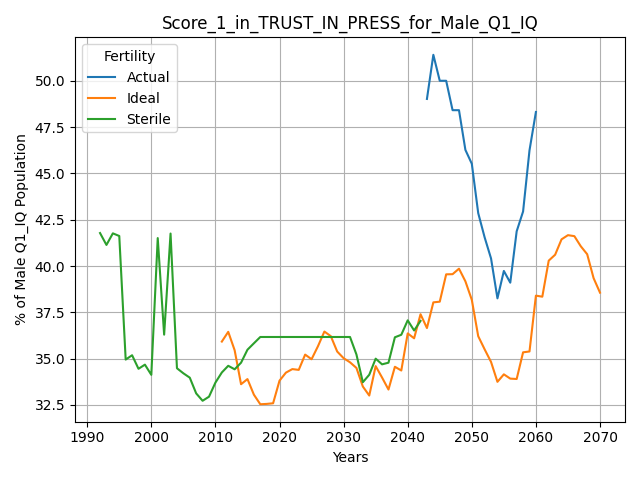 Score_1_in_TRUST_IN_PRESS_for_Male_Q1_IQ
Fertility
Actual
Ideal
Sterile
% of Male Q1_IQ Population
50.0
47.5
45.0
42.5
40.0
37.5
35.0
32.5
1990 2000 2010 2020 2030 2040 2050 2060 2070
Years